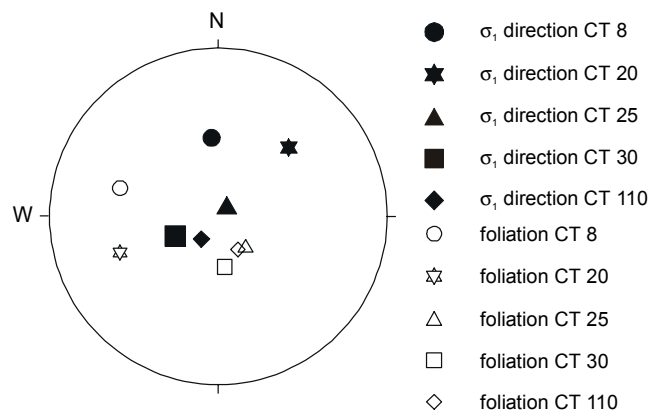 N
W
σ₁ direction CT 8
σ₁ direction CT 20
σ₁ direction CT 25
σ₁ direction CT 30
σ₁ direction CT 110
foliation CT 8
foliation CT 20
foliation CT 25
foliation CT 30
foliation CT 110